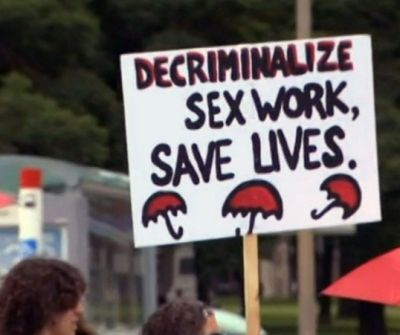 DECRIMINALIZE
SEX WORK,
SAVE LIVES.